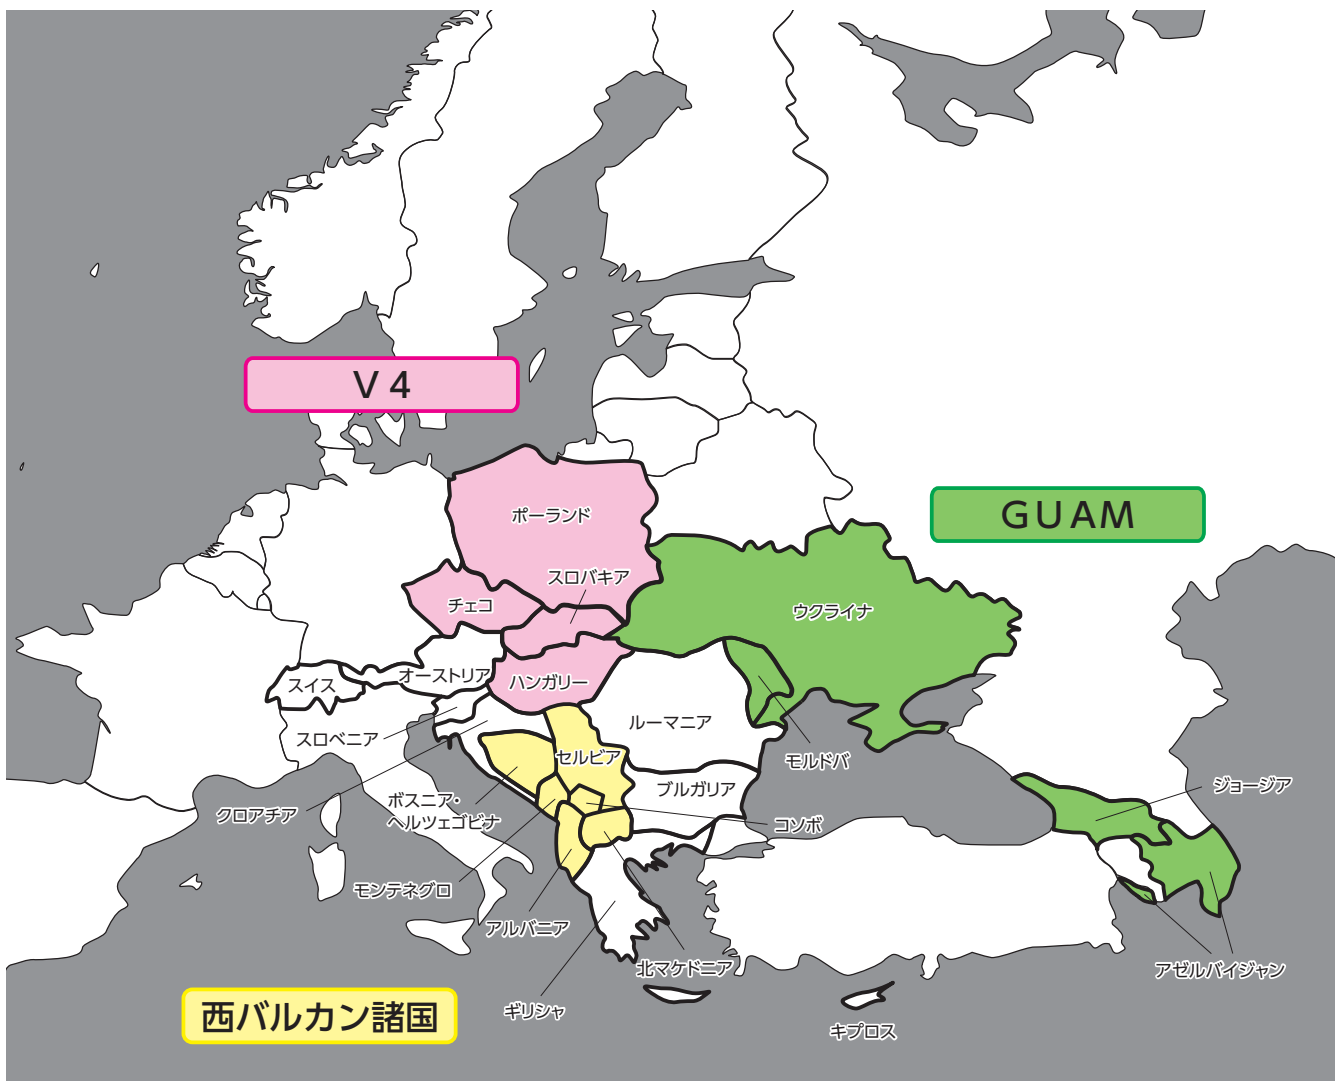 V4
GUAM
ポーランド
スロバキア
チェコ
ウクライナ
オーストリア
スイス
ハンガリー
ルーマニア
スロベニア
セルビア
モルドバ
ジョージア
ブルガリア
クロアチア
ボスニア・
ヘルツェゴビナ
コソボ
モンテネグロ
アルバニア
北マケドニア
アゼルバイジャン
西バルカン諸国
ギリシャ
キプロス